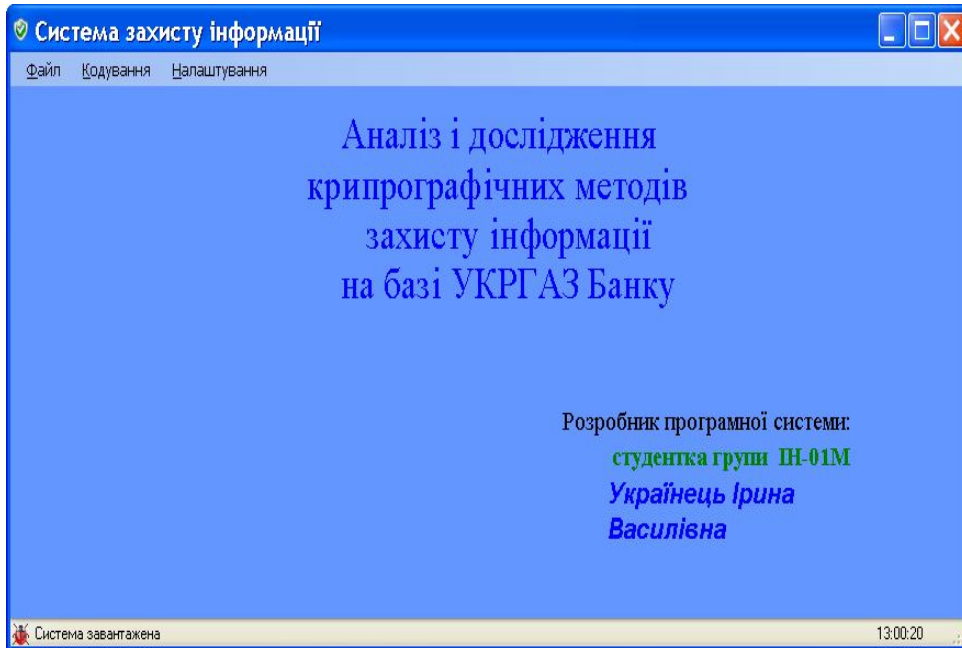 Система захисту інформації
Файл Кодування Налаштування
Аналіз і дослідження
крипрографічних методів
захисту інформації
на базі УКРГАЗ Банку
Розробник програмної системи:
студентка групи ІН-01М
Українець Ірина
Василівна
Система завантажена 13:00:20